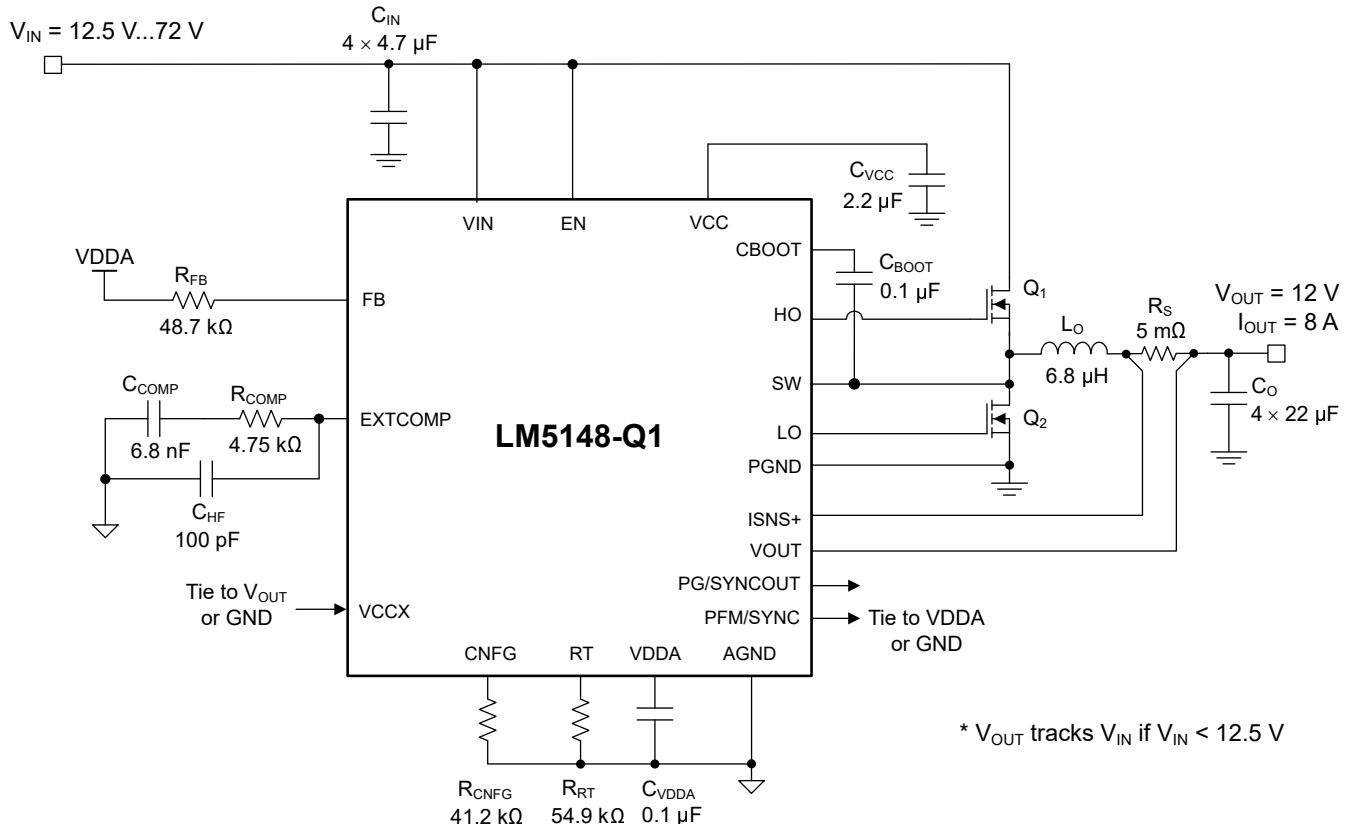 V_IN = 12.5 V...72 V
C_IN
4 × 4.7 µF
C_VCC
2.2 µF
VIN
EN
VCC
CBOOT
C_BOOT
0.1 µF
VDDA
R_FB
48.7 kΩ
FB
HO
Q1
V_OUT = 12 V
I_OUT = 8 A
L_O
6.8 µH
R_S
5 mΩ
SW
C_O
4 × 22 µF
C_COMP
6.8 nF
R_COMP
4.75 kΩ
EXTCOMP
LM5148-Q1
LO
Q2
PGND
C_HF
100 pF
ISNS+
VOUT
PG/SYNCOUT
Tie to V_OUT
or GND
VCCX
PFM/SYNC
Tie to VDDA
or GND
CNFG
RT
VDDA
AGND
* V_OUT tracks V_IN if V_IN < 12.5 V
R_CNFG
41.2 kΩ
R_RT
54.9 kΩ
C_VDDA
0.1 µF